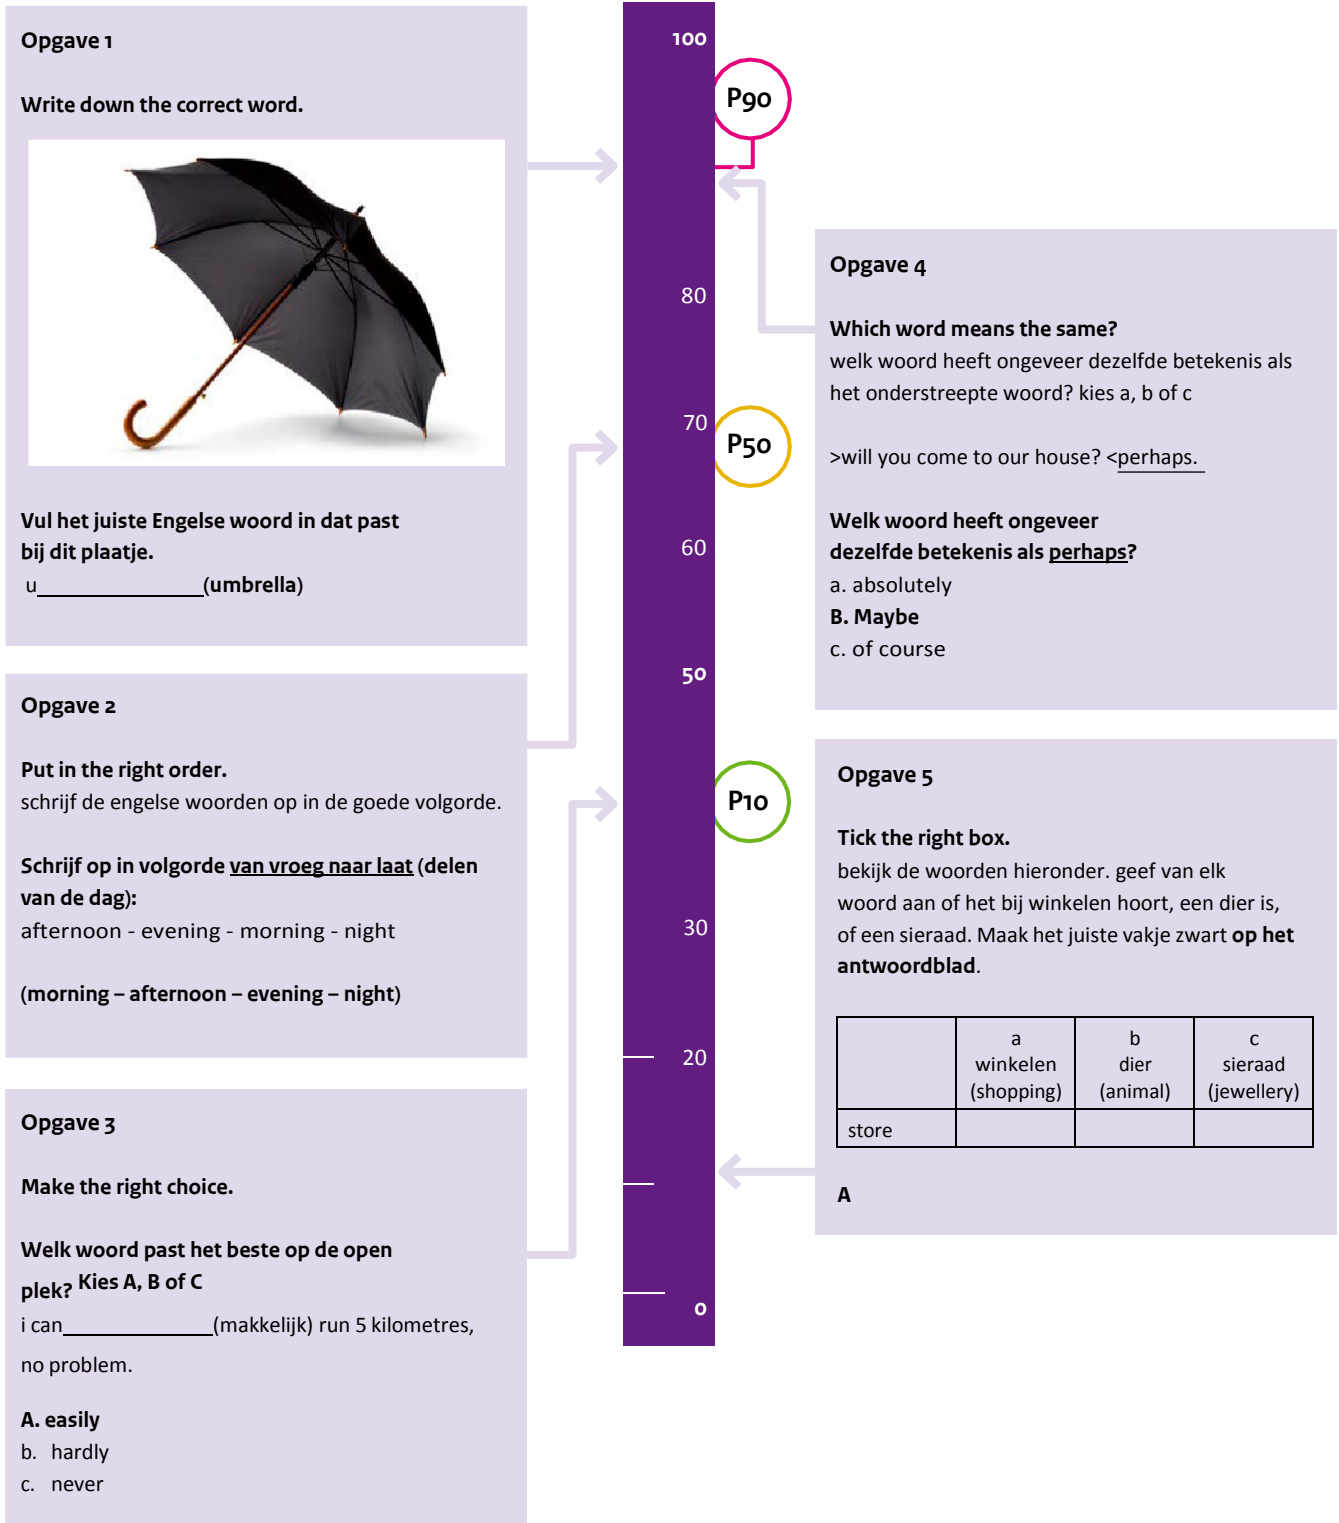 Opgave 1
Write down the correct word.
Vul het juiste Engelse woord in dat past
bij dit plaatje.
u_______________(umbrella)
Opgave 2
Put in the right order.
schrijf de engelse woorden op in de goede volgorde.
Schrijf op in volgorde van vroeg naar laat (delen
van de dag):
afternoon - evening - morning - night
(morning – afternoon – evening – night)
Opgave 3
Make the right choice.
Welk woord past het beste op de open
plek? Kies A, B of C
i can______________(makkelijk) run 5 kilometres,
no problem.
A. easily
b. hardly
c. never
100
80
70
60
50
30
20
0
P90
P50
P10
Opgave 4
Which word means the same?
welk woord heeft ongeveer dezelfde betekenis als
het onderstreepte woord? kies a, b of c
>will you come to our house? <perhaps.
Welk woord heeft ongeveer
dezelfde betekenis als perhaps?
a. absolutely
B. Maybe
c. of course
Opgave 5
Tick the right box.
bekijk de woorden hieronder. geef van elk
woord aan of het bij winkelen hoort, een dier is,
of een sieraad. Maak het juiste vakje zwart op het
antwoordblad.
a b c
winkelen dier sieraad
(shopping) (animal) (jewellery)
store
A